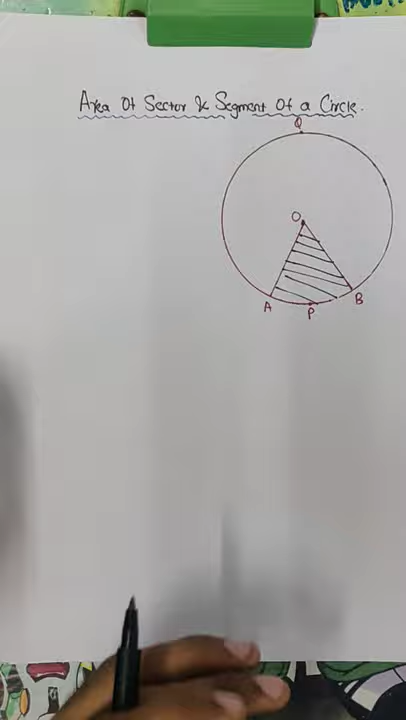 Area Of Sector & Segment Of a Circle.
Q
O
A
P
B